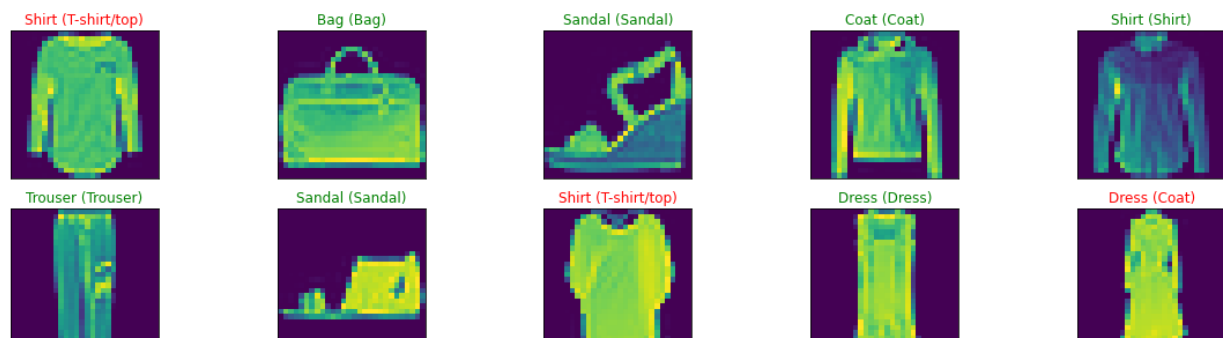 Shirt (T-shirt/top) Bag (Bag) Sandal (Sandal) Coat (Coat) Shirt (Shirt)
Trouser (Trouser) Sandal (Sandal) Shirt (T-shirt/top) Dress (Dress) Dress (Coat)